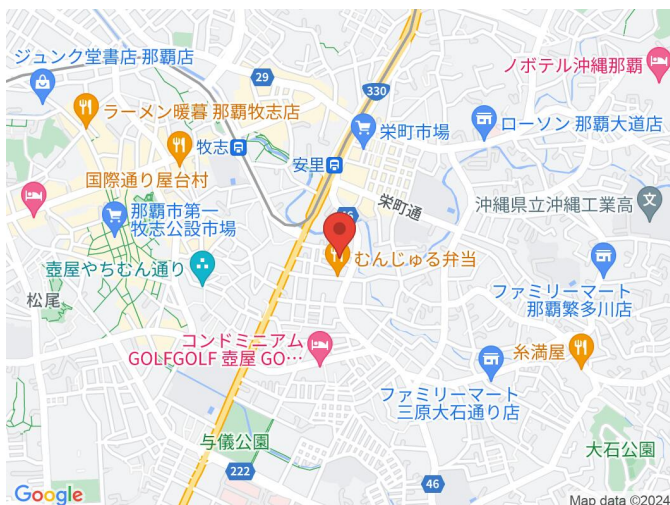 ジュンク堂書店-那覇店
29
330
ノボテル沖縄那覇
ラーメン暖暮 那覇牧志店
栄町市場
ローソン 那覇大道店
牧志
安里
国際通り屋台村
栄町通
沖縄県立沖縄工業高
那覇市第一
牧志公設市場
46
むんじゅる弁当
壺屋やちむん通り
ファミリーマート
那覇繁多川店
松尾
コンドミニアム
GOLFGOLF 壺屋 GO…
糸満屋
ファミリーマート
三原大石通り店
与儀公園
大石公園
222
46
Google
Map data ©2024